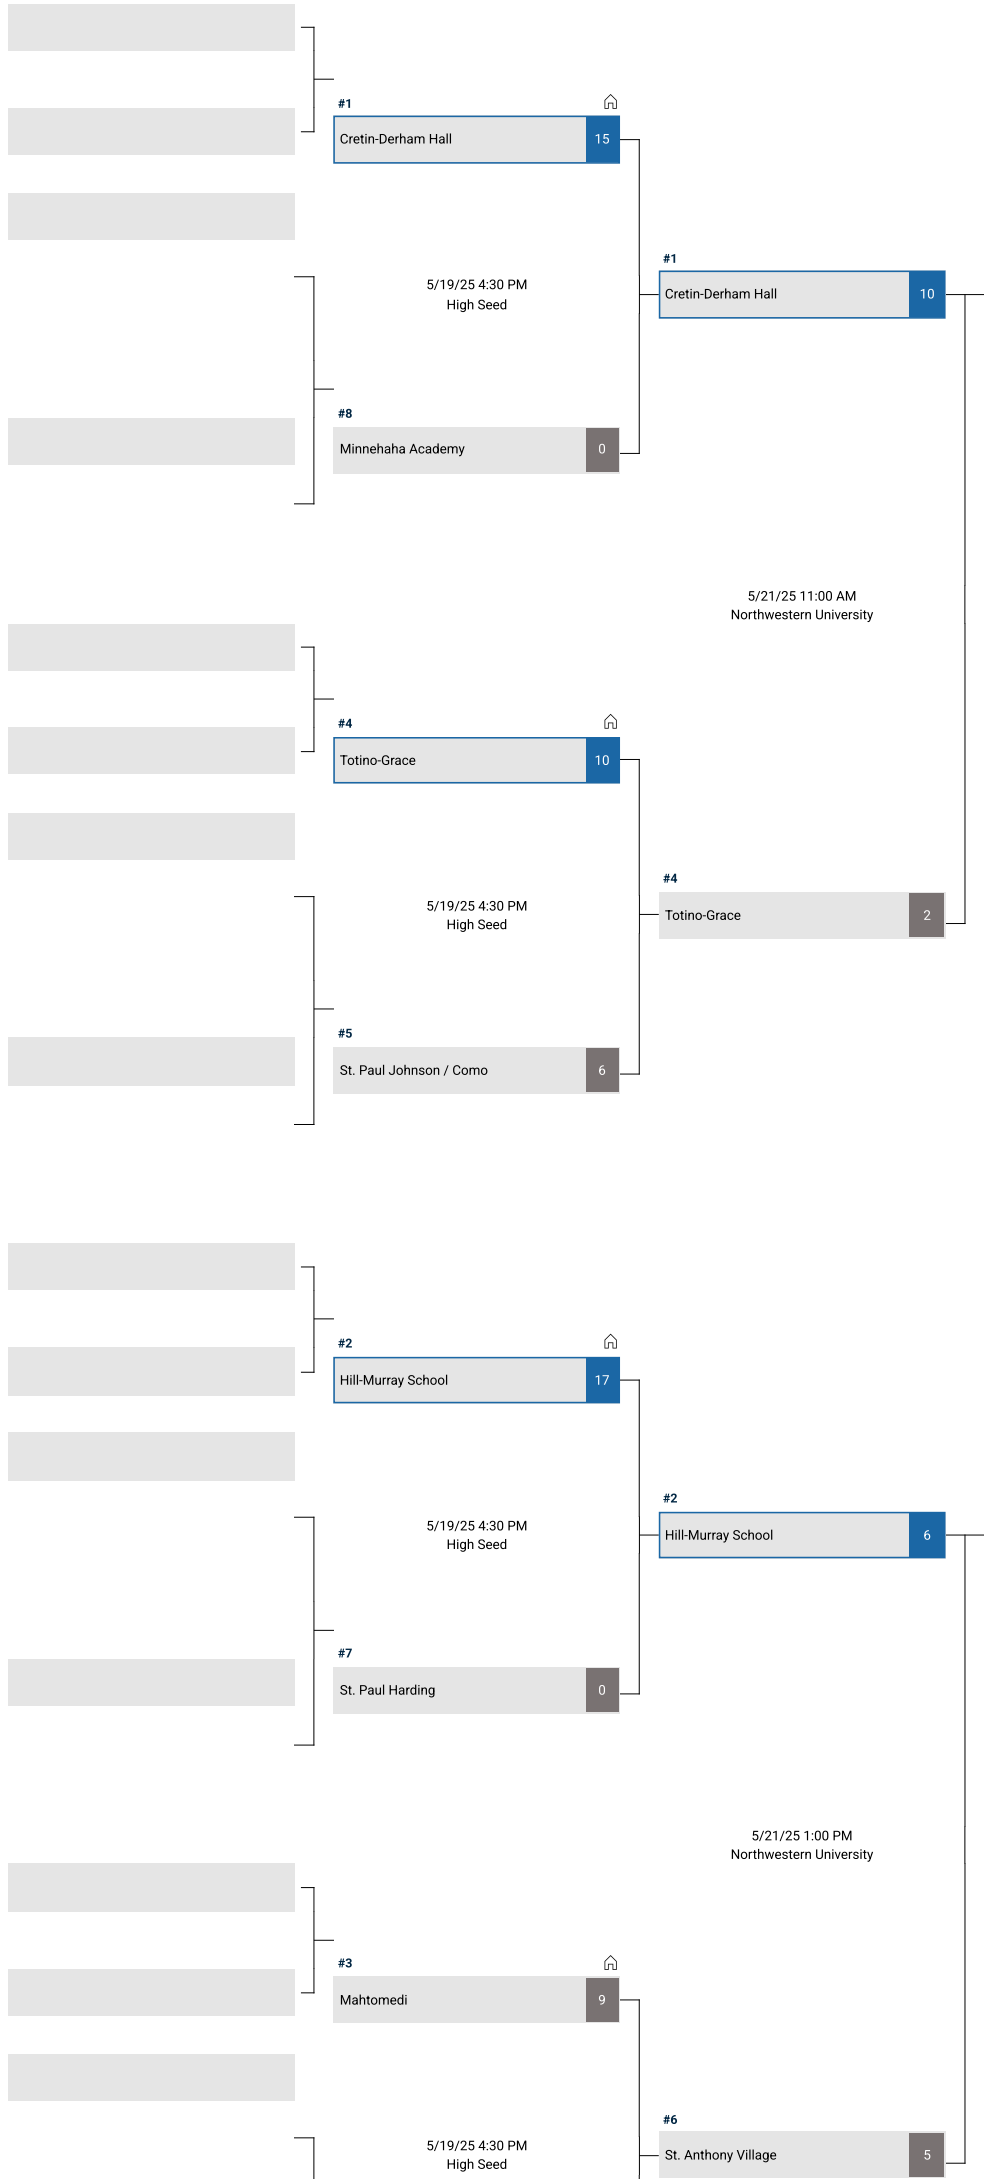 #1
Cretin-Derham Hall 15
#1
5/19/25 4:30 PM
High Seed
Cretin-Derham Hall 10
#8
Minnehaha Academy 0
5/21/25 11:00 AM
Northwestern University
#4
Totino-Grace 10
#4
5/19/25 4:30 PM
High Seed
Totino-Grace 2
#5
St. Paul Johnson / Como 6
#2
Hill-Murray School 17
#2
5/19/25 4:30 PM
High Seed
Hill-Murray School 6
#7
St. Paul Harding 0
5/21/25 1:00 PM
Northwestern University
#3
Mahtomedi 9
#6
5/19/25 4:30 PM
High Seed
St. Anthony Village 5